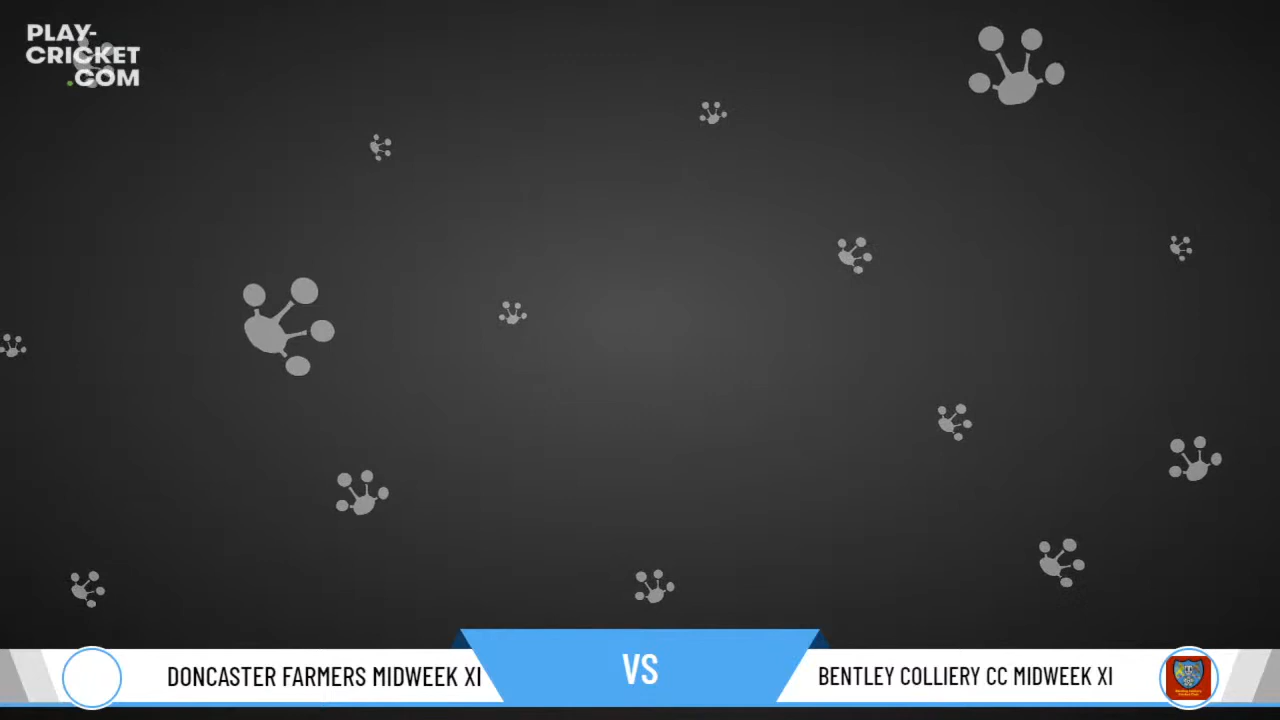 PLAY-
CRICKET
.COM
DONCASTER FARMERS MIDWEEK XI
VS
BENTLEY COLLIERY CC MIDWEEK XI